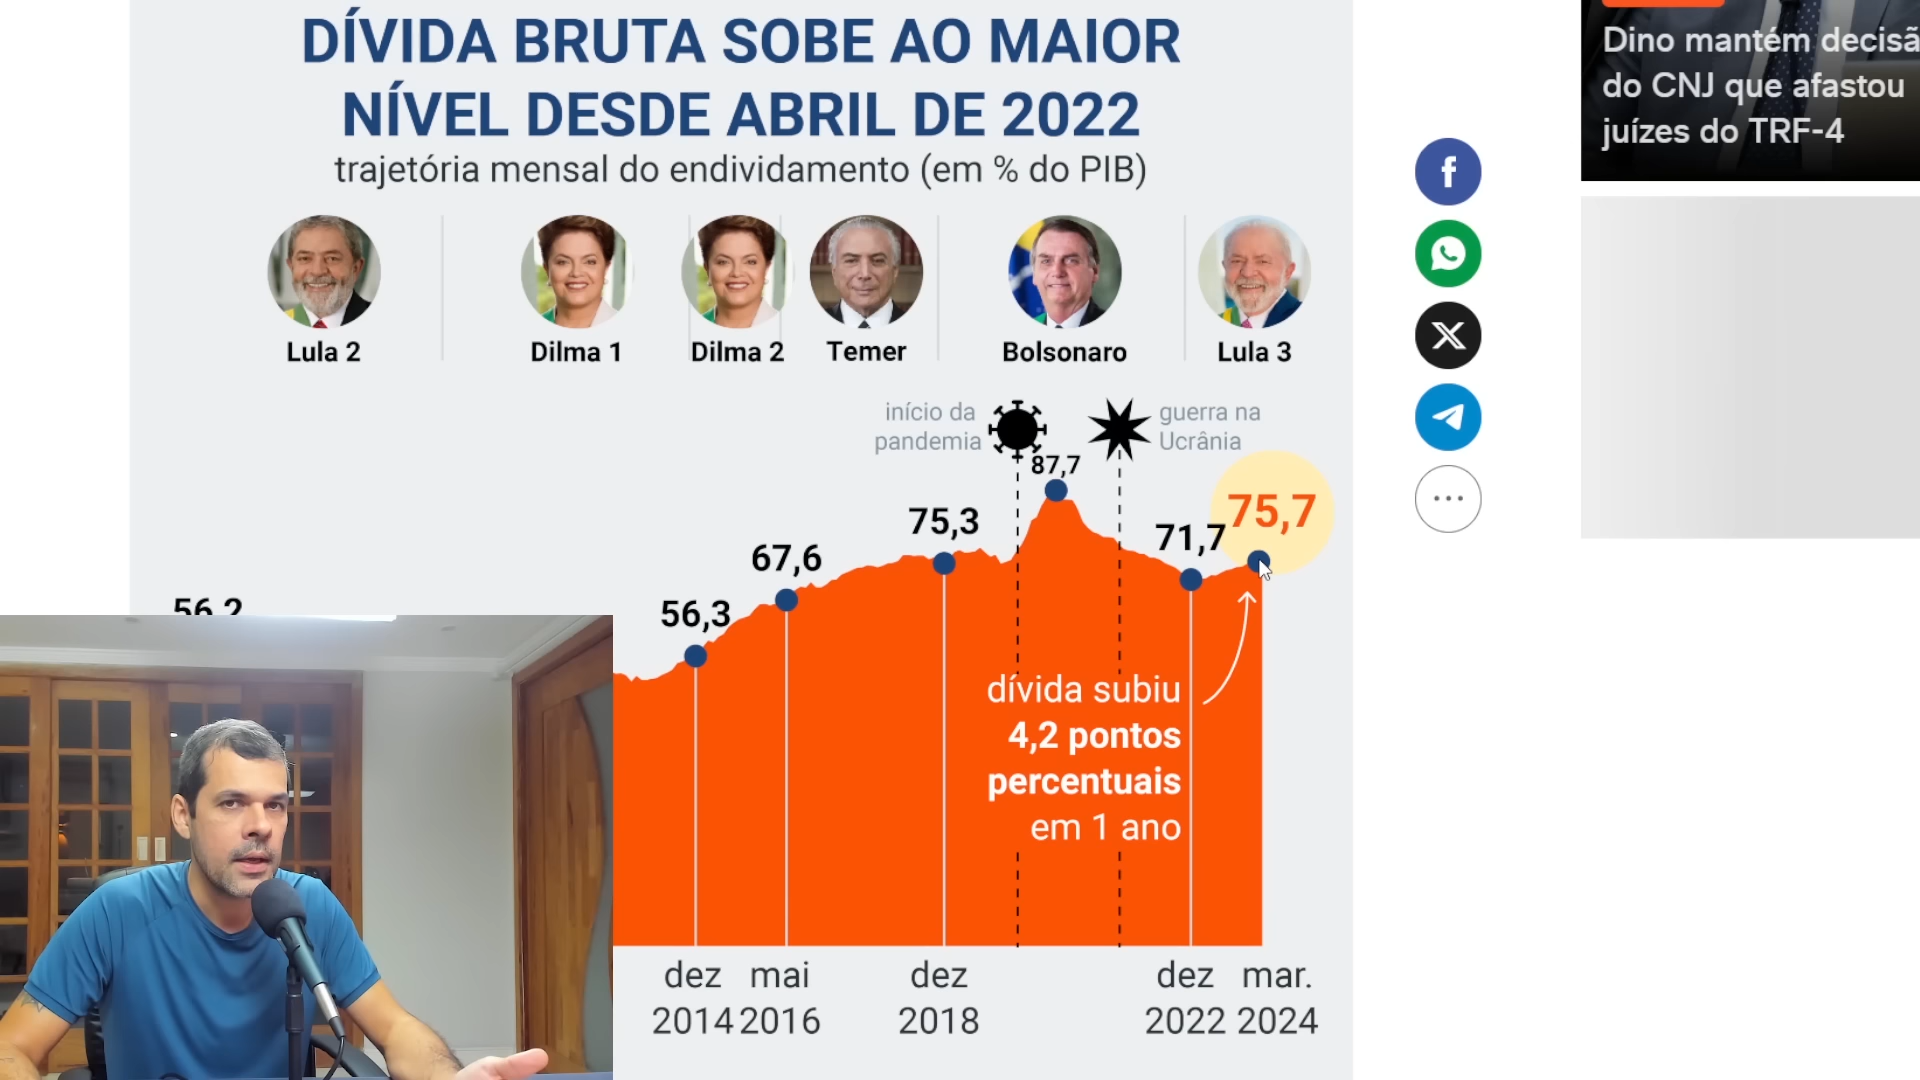 DÍVIDA BRUTA SOBE AO MAIOR
NÍVEL DESDE ABRIL DE 2022
trajetória mensal do endividamento (em % do PIB)
Lula 2
Dilma 1
Dilma 2
Temer
Bolsonaro
Lula 3
início da
pandemia
guerra na
Ucrânia
56,2
56,3
67,6
75,3
87,7
71,7
75,7
dívida subiu
4,2 pontos
percentuais
em 1 ano
dez
2014
mai
2016
dez
2018
dez
2022
mar.
2024
Dino mantém decisã
do CNJ que afastou
juízes do TRF-4